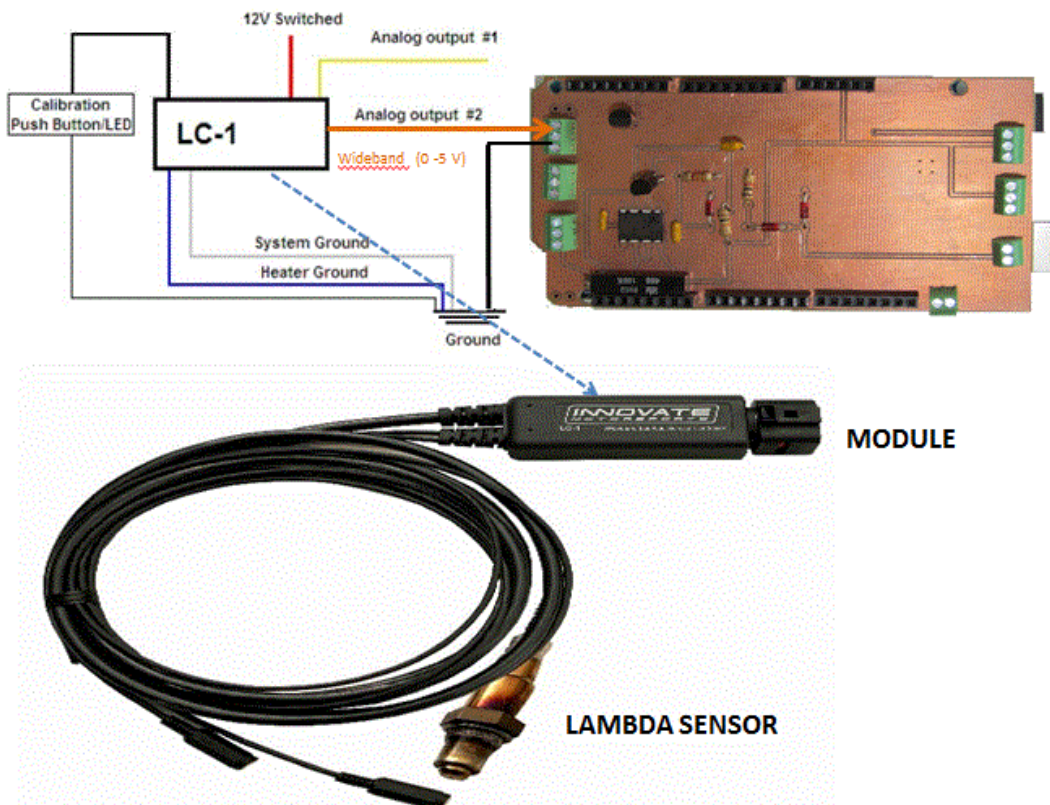 12V Switched
Analog output #1
Calibration
Push Button/LED
LC-1
Analog output #2
Wideband (0 -5 V)
System Ground
Heater Ground
Ground
INNOVATE
MOTORSPORTS
LC-1
MODULE
LAMBDA SENSOR